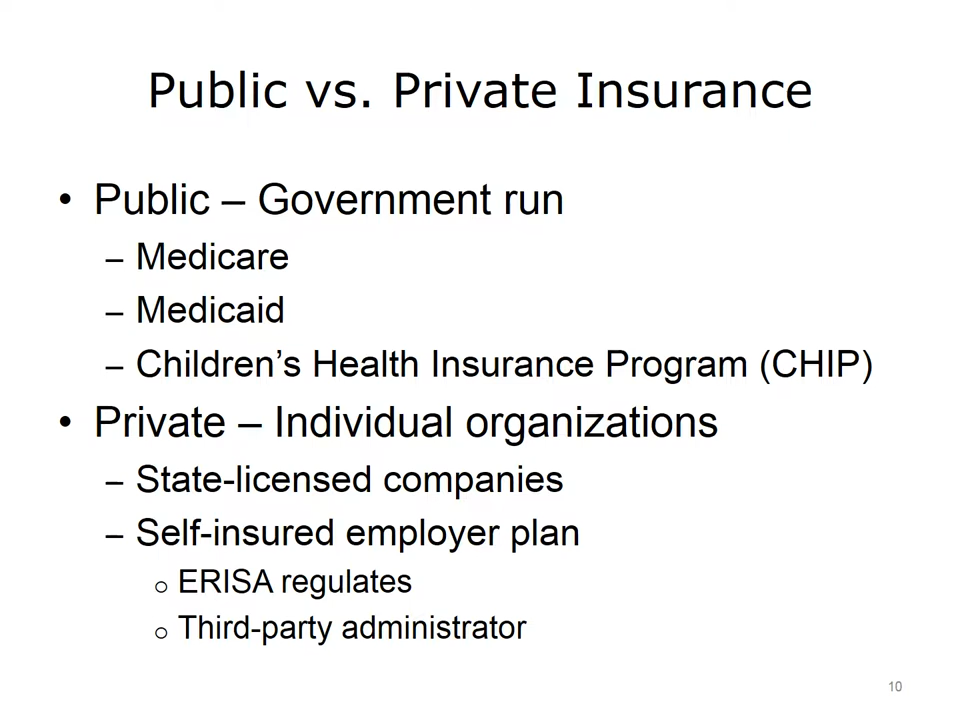 Public vs. Private Insurance
• Public – Government run
– Medicare
– Medicaid
– Children’s Health Insurance Program (CHIP)
• Private – Individual organizations
– State-licensed companies
– Self-insured employer plan
o ERISA regulates
o Third-party administrator
10